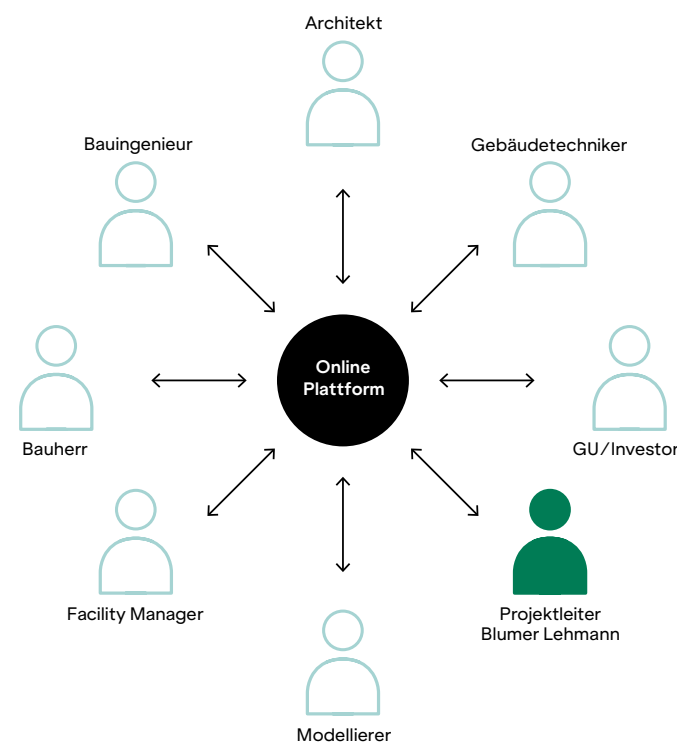 Architekt
Bauingenieur
Gebäudetechniker
Online
Plattform
Bauherr
GU/Investor
Facility Manager
Projektleiter
Blumer Lehmann
Modellierer